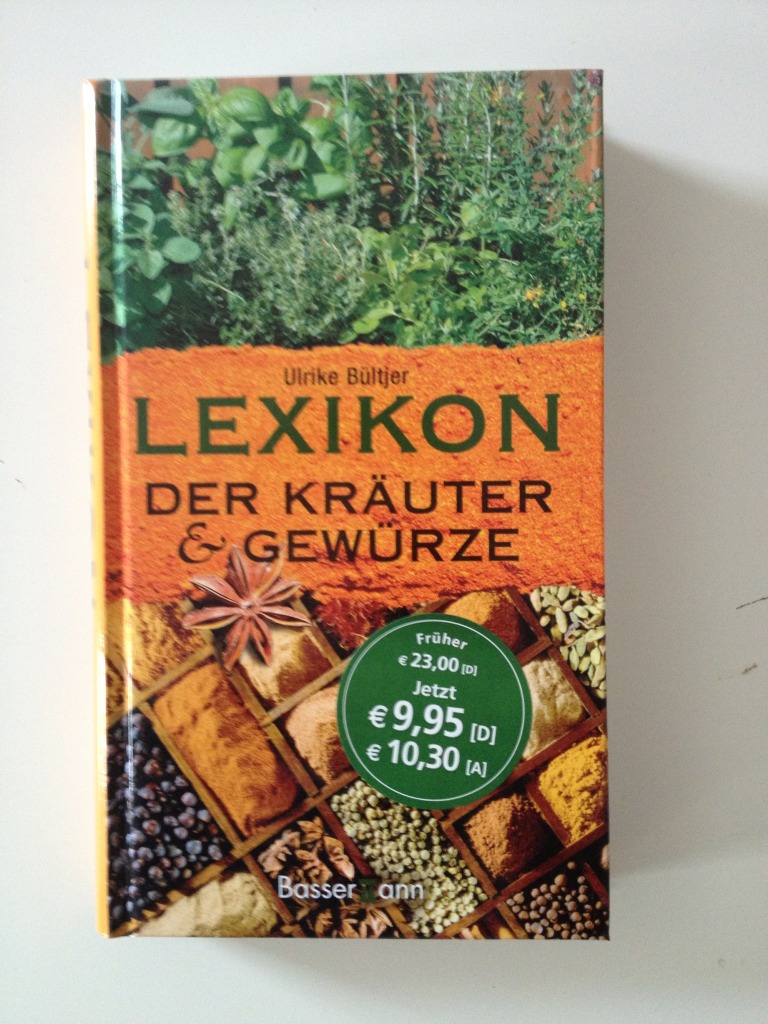 Ulrike Bültjer
LEXIKON
DER KRÄUTER
& GEWÜRZE
Früher
€ 23,00 [D]
Jetzt
€ 9,95 [D]
€ 10,30 [A]
Bassermann